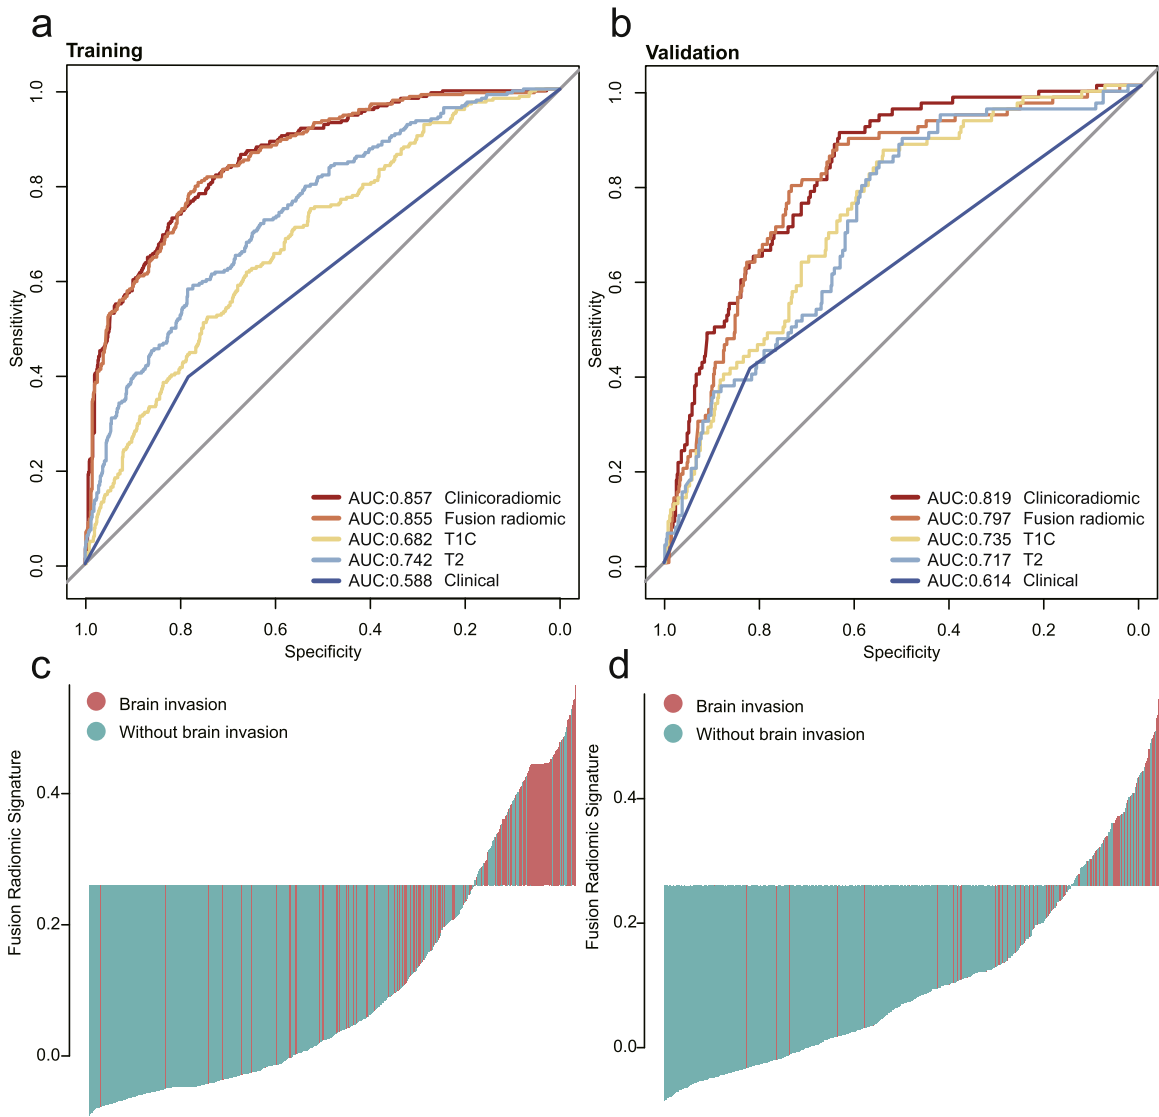 a
Training
Sensitivity
1.0
0.8
0.6
0.4
0.2
0.0
AUC:0.857 Clinicoradiomic
AUC:0.855 Fusion radiomic
AUC:0.682 T1C
AUC:0.742 T2
AUC:0.588 Clinical
1.0 0.8 0.6 0.4 0.2 0.0
Specificity
b
Validation
Sensitivity
1.0
0.8
0.6
0.4
0.2
0.0
AUC:0.819 Clinicoradiomic
AUC:0.797 Fusion radiomic
AUC:0.735 T1C
AUC:0.717 T2
AUC:0.614 Clinical
1.0 0.8 0.6 0.4 0.2 0.0
Specificity
c
Brain invasion
Without brain invasion
Fusion Radiomic Signature
0.4
0.2
0.0
d
Brain invasion
Without brain invasion
Fusion Radiomic Signature
0.4
0.2
0.0